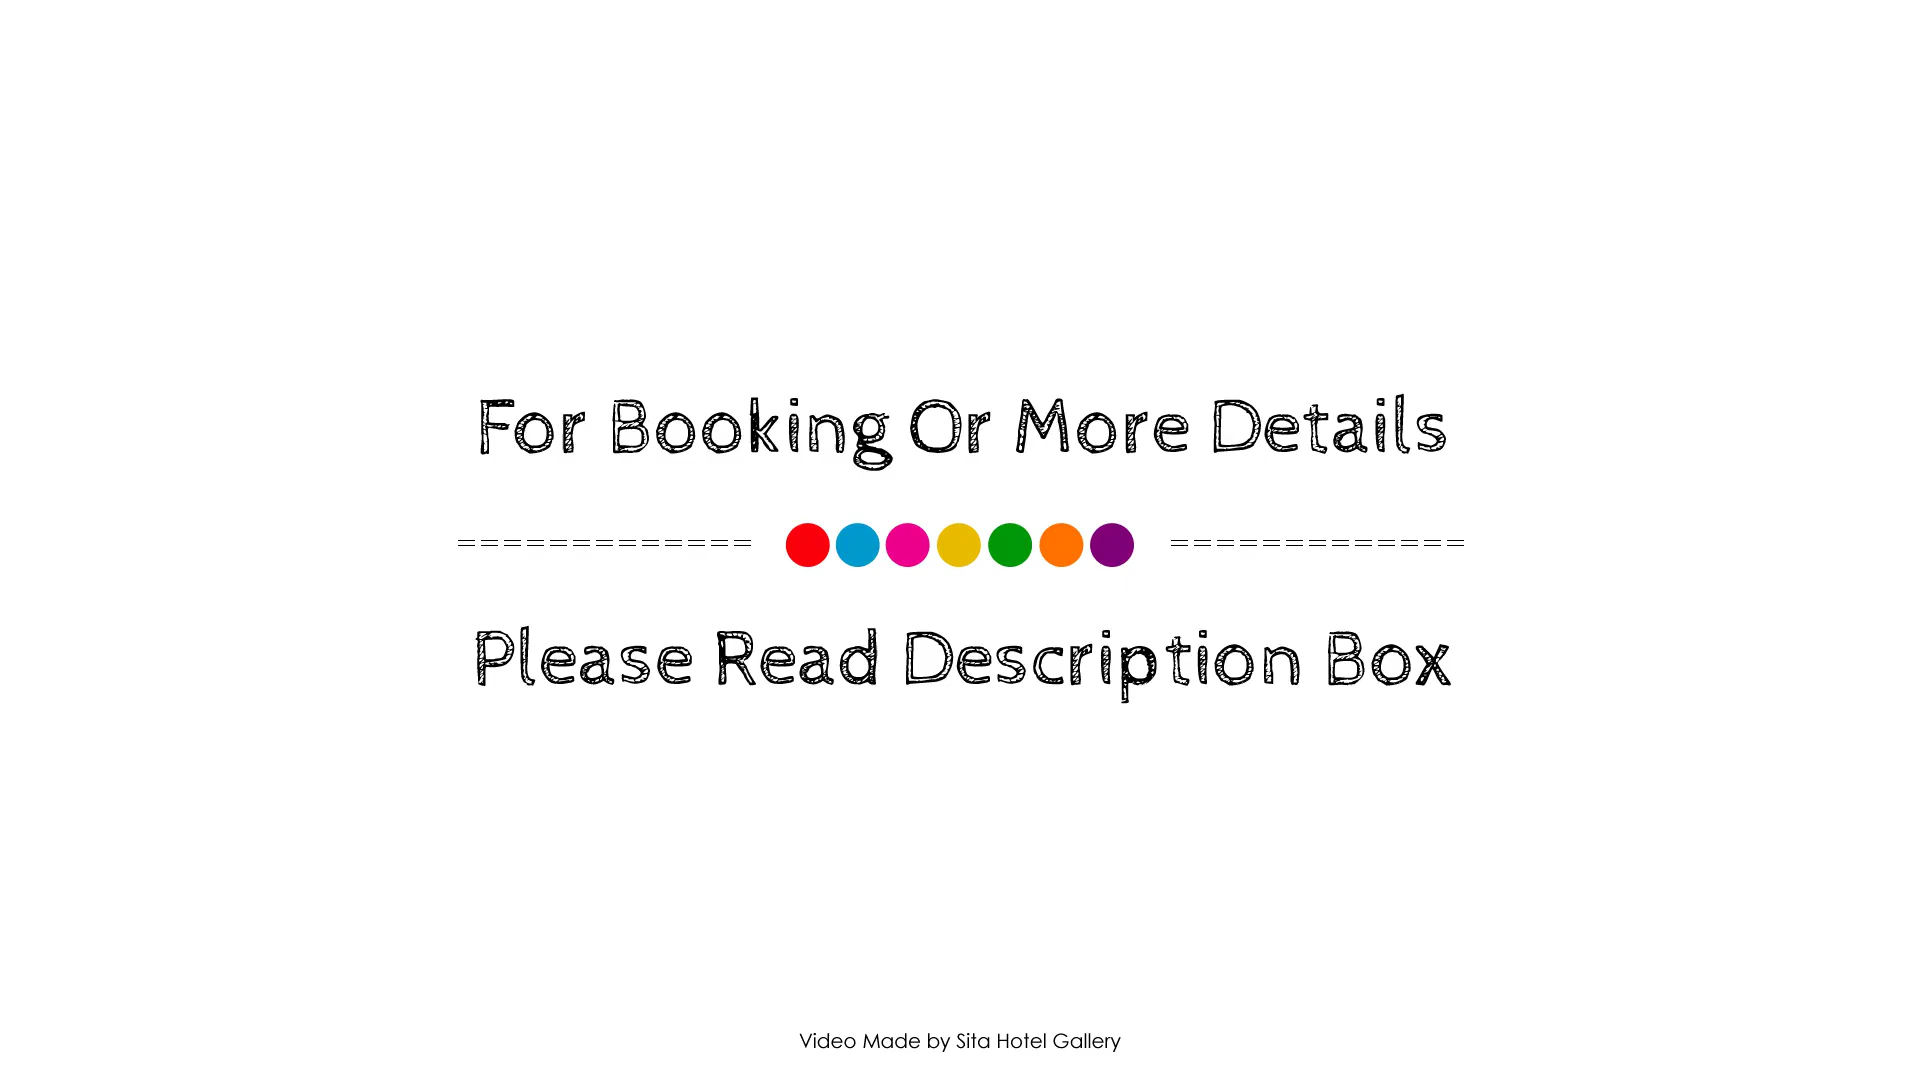 For Booking Or More Details
============= =============
Please Read Description Box
Video Made by Sita Hotel Gallery